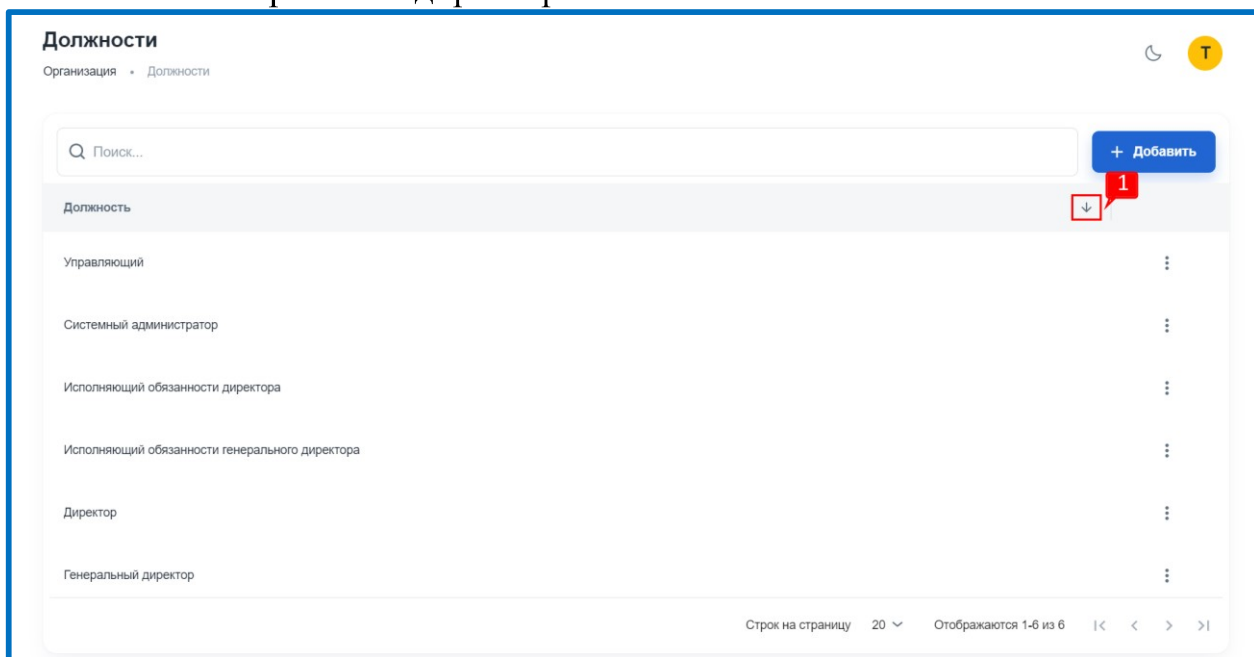 Должности
Организация • Должности
T
Поиск...
+ Добавить
1
Должность
Управляющий
Системный администратор
Исполняющий обязанности директора
Исполняющий обязанности генерального директора
Директор
Генеральный директор
Строк на страницу 20 Отображаются 1-6 из 6